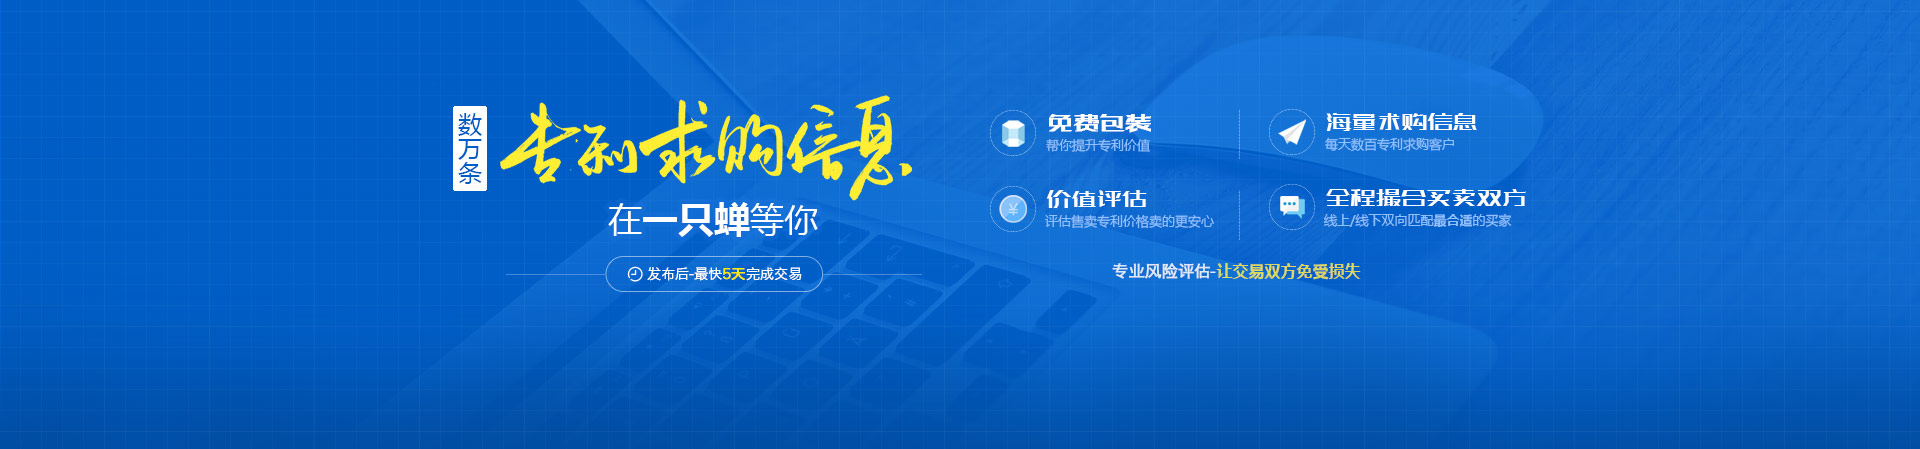 数万条
专利求购信息
在一只蝉等你
发布后-最快5天完成交易
免费包装
帮你提升专利价值
海量求购信息
每天数百专利求购客户
价值评估
评估售卖专利价格卖的更安心
全程撮合买卖双方
线上/线下双向匹配最合适的买家
专业风险评估-让交易双方免受损失